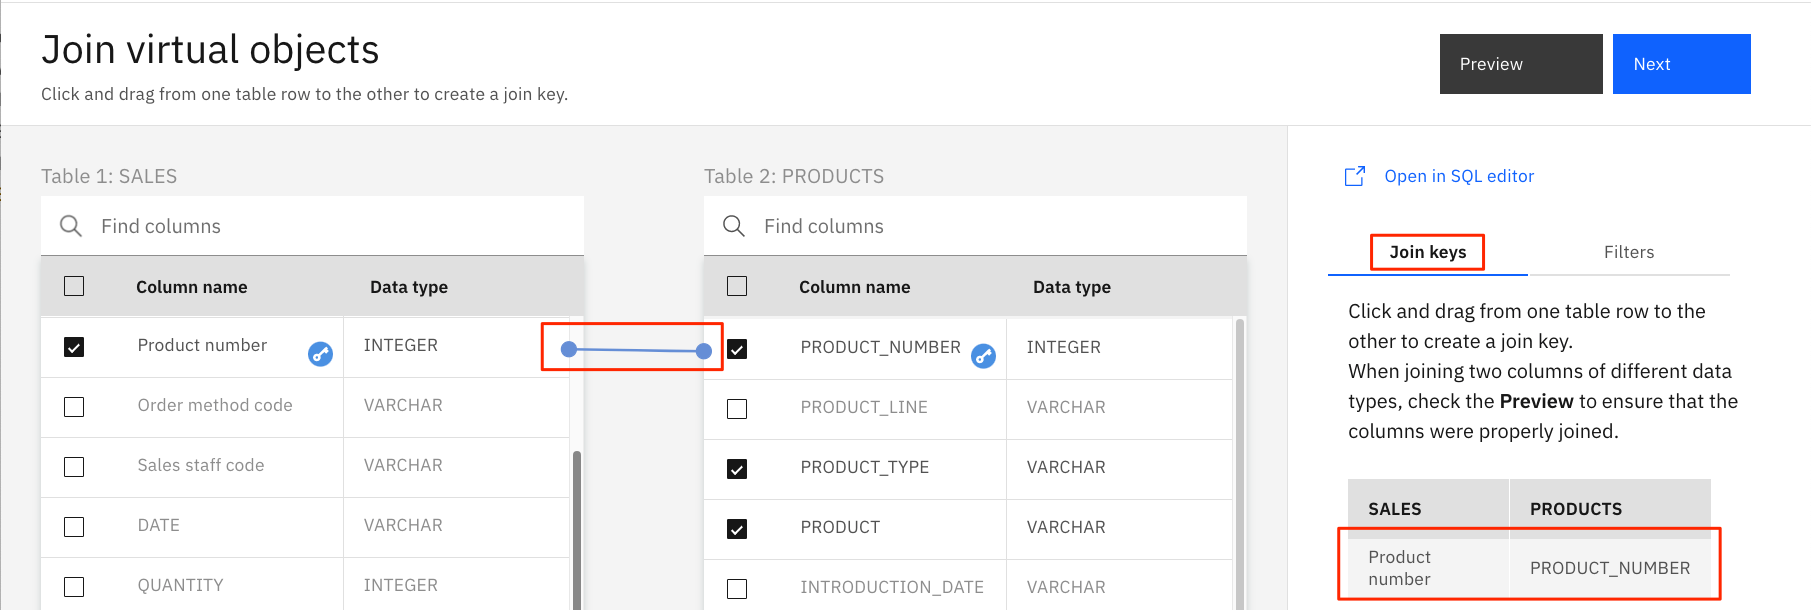 Join virtual objects
Click and drag from one table row to the other to create a join key.
Preview
Next
Table 1: SALES
Find columns
Column name Data type
Product number INTEGER
Order method code VARCHAR
Sales staff code VARCHAR
DATE VARCHAR
QUANTITY INTEGER
Table 2: PRODUCTS
Find columns
Column name Data type
PRODUCT_NUMBER INTEGER
PRODUCT_LINE VARCHAR
PRODUCT_TYPE VARCHAR
PRODUCT VARCHAR
INTRODUCTION_DATE VARCHAR
Open in SQL editor
Join keys Filters
Click and drag from one table row to the
other to create a join key.
When joining two columns of different data
types, check the Preview to ensure that the
columns were properly joined.
SALES PRODUCTS
Product
number
PRODUCT_NUMBER